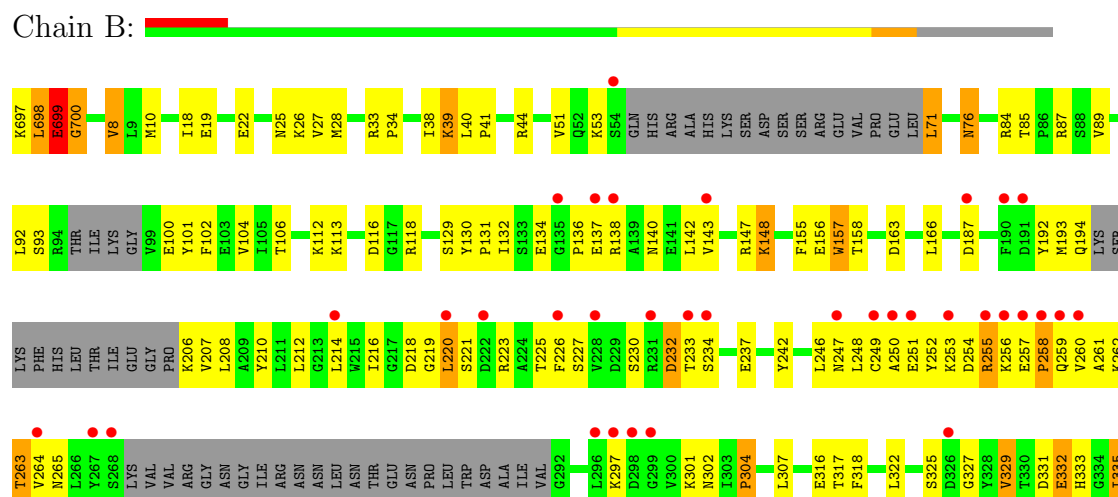 Chain B:
K697 L698 E699 G700 V8 L9 M10 I18 E19 E22 N25 K26 V27 M28 R33 P34 I38 K39 L40 P41 R44 V51 Q52 K53 S54 GLN HIS ARG ALA HIS LYS SER ASP SER SER ARG GLU VAL PRO GLU LEU L71 N76 R84 T85 P86 R87 S88 V89
L92 S93 R94 THR ILE LYS GLY V99 E100 Y101 F102 E103 V104 I105 T106 K112 K113 D116 G117 R118 S129 Y130 P131 I132 S133 E134 G135 P136 E137 R138 A139 N140 E141 L142 V143 R147 K148 F155 E156 W157 T158 D163 L166 D187 F190 D191 Y192 M193 Q194 LYS SER
LYS PHE HIS LEU THR ILE GLU GLY PRO K206 V207 L208 A209 Y210 L211 L212 G213 L214 W215 I216 G217 D218 G219 L220 S221 D222 R223 A224 T225 F226 S227 V228 D229 S230 R231 D232 T233 S234 E237 Y242 L246 N247 L248 C249 A250 E251 Y252 K253 D254 R255 K256 E257 P258 Q259 V260 A261 K262
T263 V264 N265 L266 Y267 S268 LYS VAL VAL ARG GLY ASN GLY ILE ARG ASN ASN LEU ASN THR GLU ASN PRO LEU TRP ASP ALA ILE VAL G292 L296 K297 D298 G299 V300 K301 N302 I303 P304 L307 E316 T317 F318 L322 S325 D326 G327 Y328 V329 T330 D331 E332 H333 G334